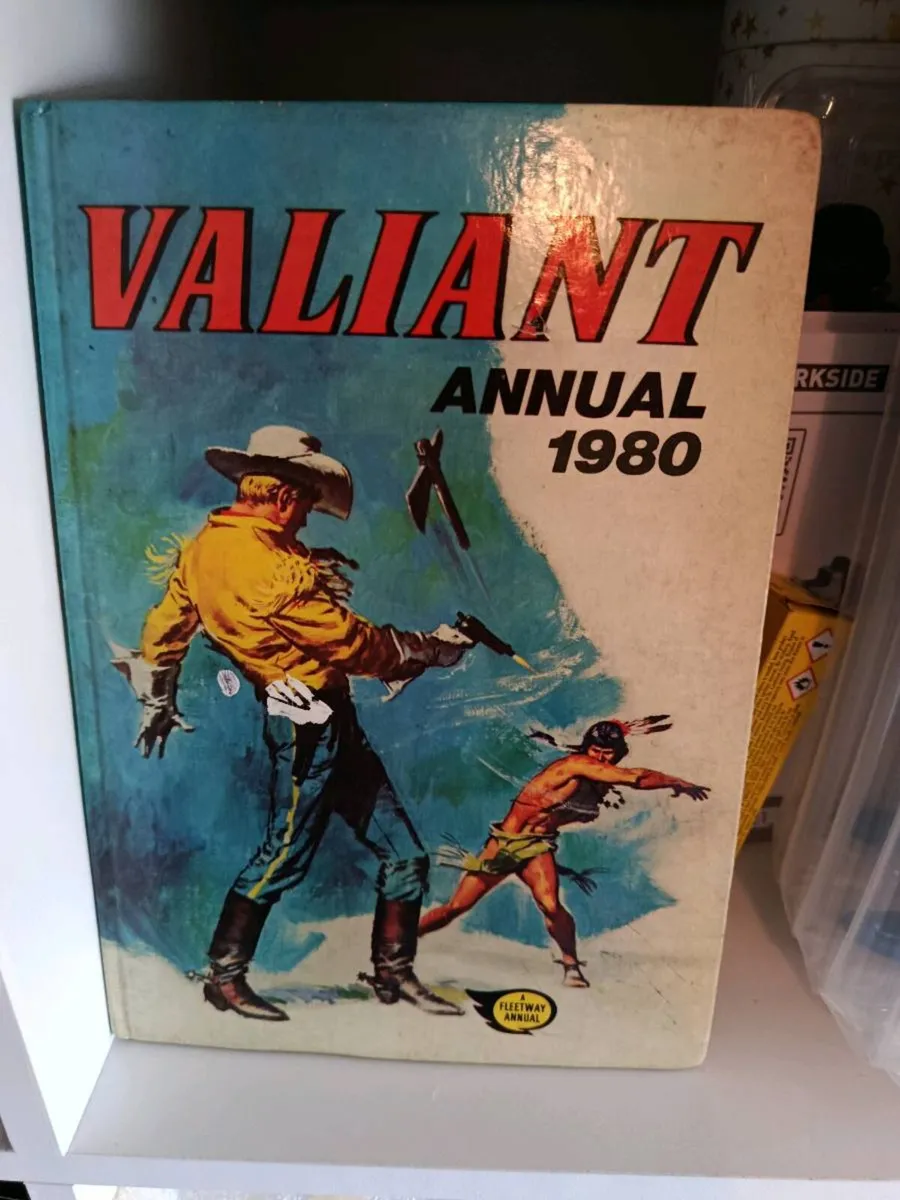 VALIANT
ANNUAL
1980
RKSIDE
A
FLEETWAY
ANNUAL